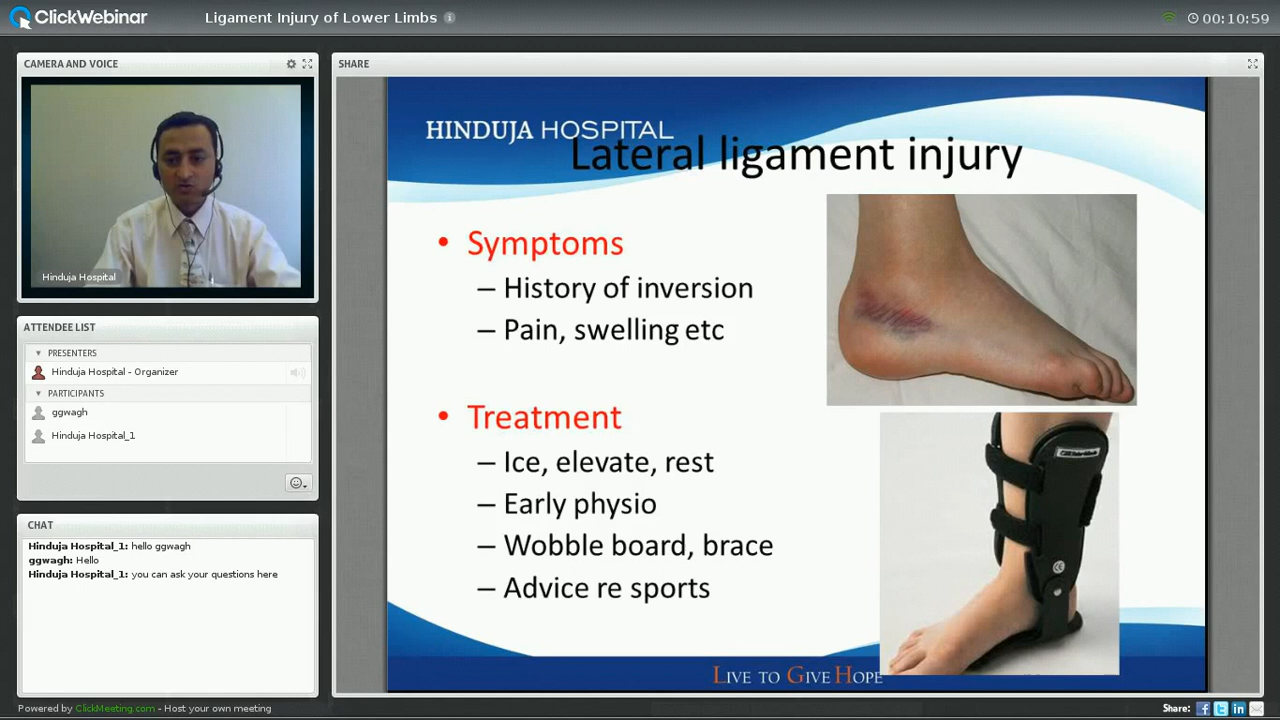 ClickWebinar
Ligament Injury of Lower Limbs
00:10:59
CAMERA AND VOICE
Hinduja Hospital
ATTENDEE LIST
PRESENTERS
Hinduja Hospital - Organizer
PARTICIPANTS
ggwagh
Hinduja Hospital_1
CHAT
Hinduja Hospital_1: hello ggwagh
ggwagh: Hello
Hinduja Hospital_1: you can ask your questions here
SHARE
HINDUJA HOSPITAL
Lateral ligament injury
• Symptoms
– History of inversion
– Pain, swelling etc
• Treatment
– Ice, elevate, rest
– Early physio
– Wobble board, brace
– Advice re sports
LIVE TO GIVE HOPE
Powered by ClickMeeting.com - Host your own meeting
Share: